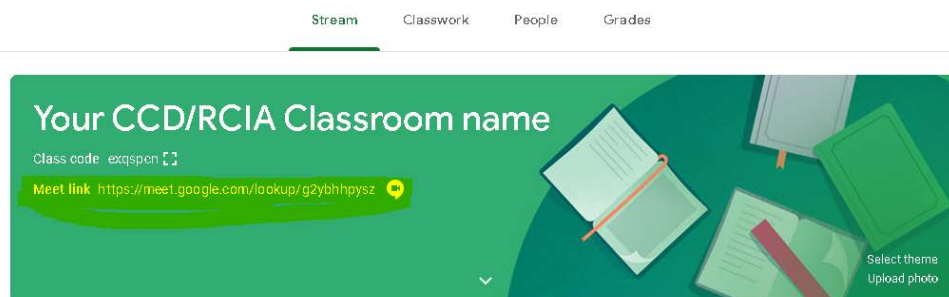 Stream Classwork People Grades
Your CCD/RCIA Classroom name
Class code exqspcn
Meet link https://meet.google.com/lookup/g2ybhhpysz
Select theme
Upload photo